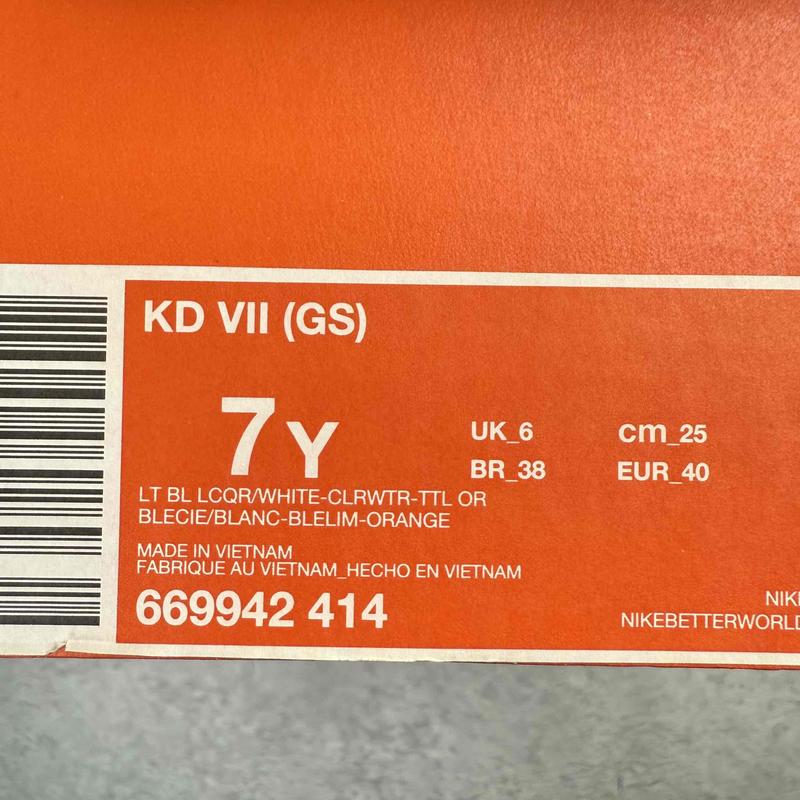 KD VII (GS)
7Y
UK_6 cm_25
BR_38 EUR_40
LT BL LCQR/WHITE-CLRWTR-TTL OR
BLECIE/BLANC-BLELIM-ORANGE
MADE IN VIETNAM
FABRIQUE AU VIETNAM_HECHO EN VIETNAM
669942 414
NIKE
NIKEBETTERWORLD